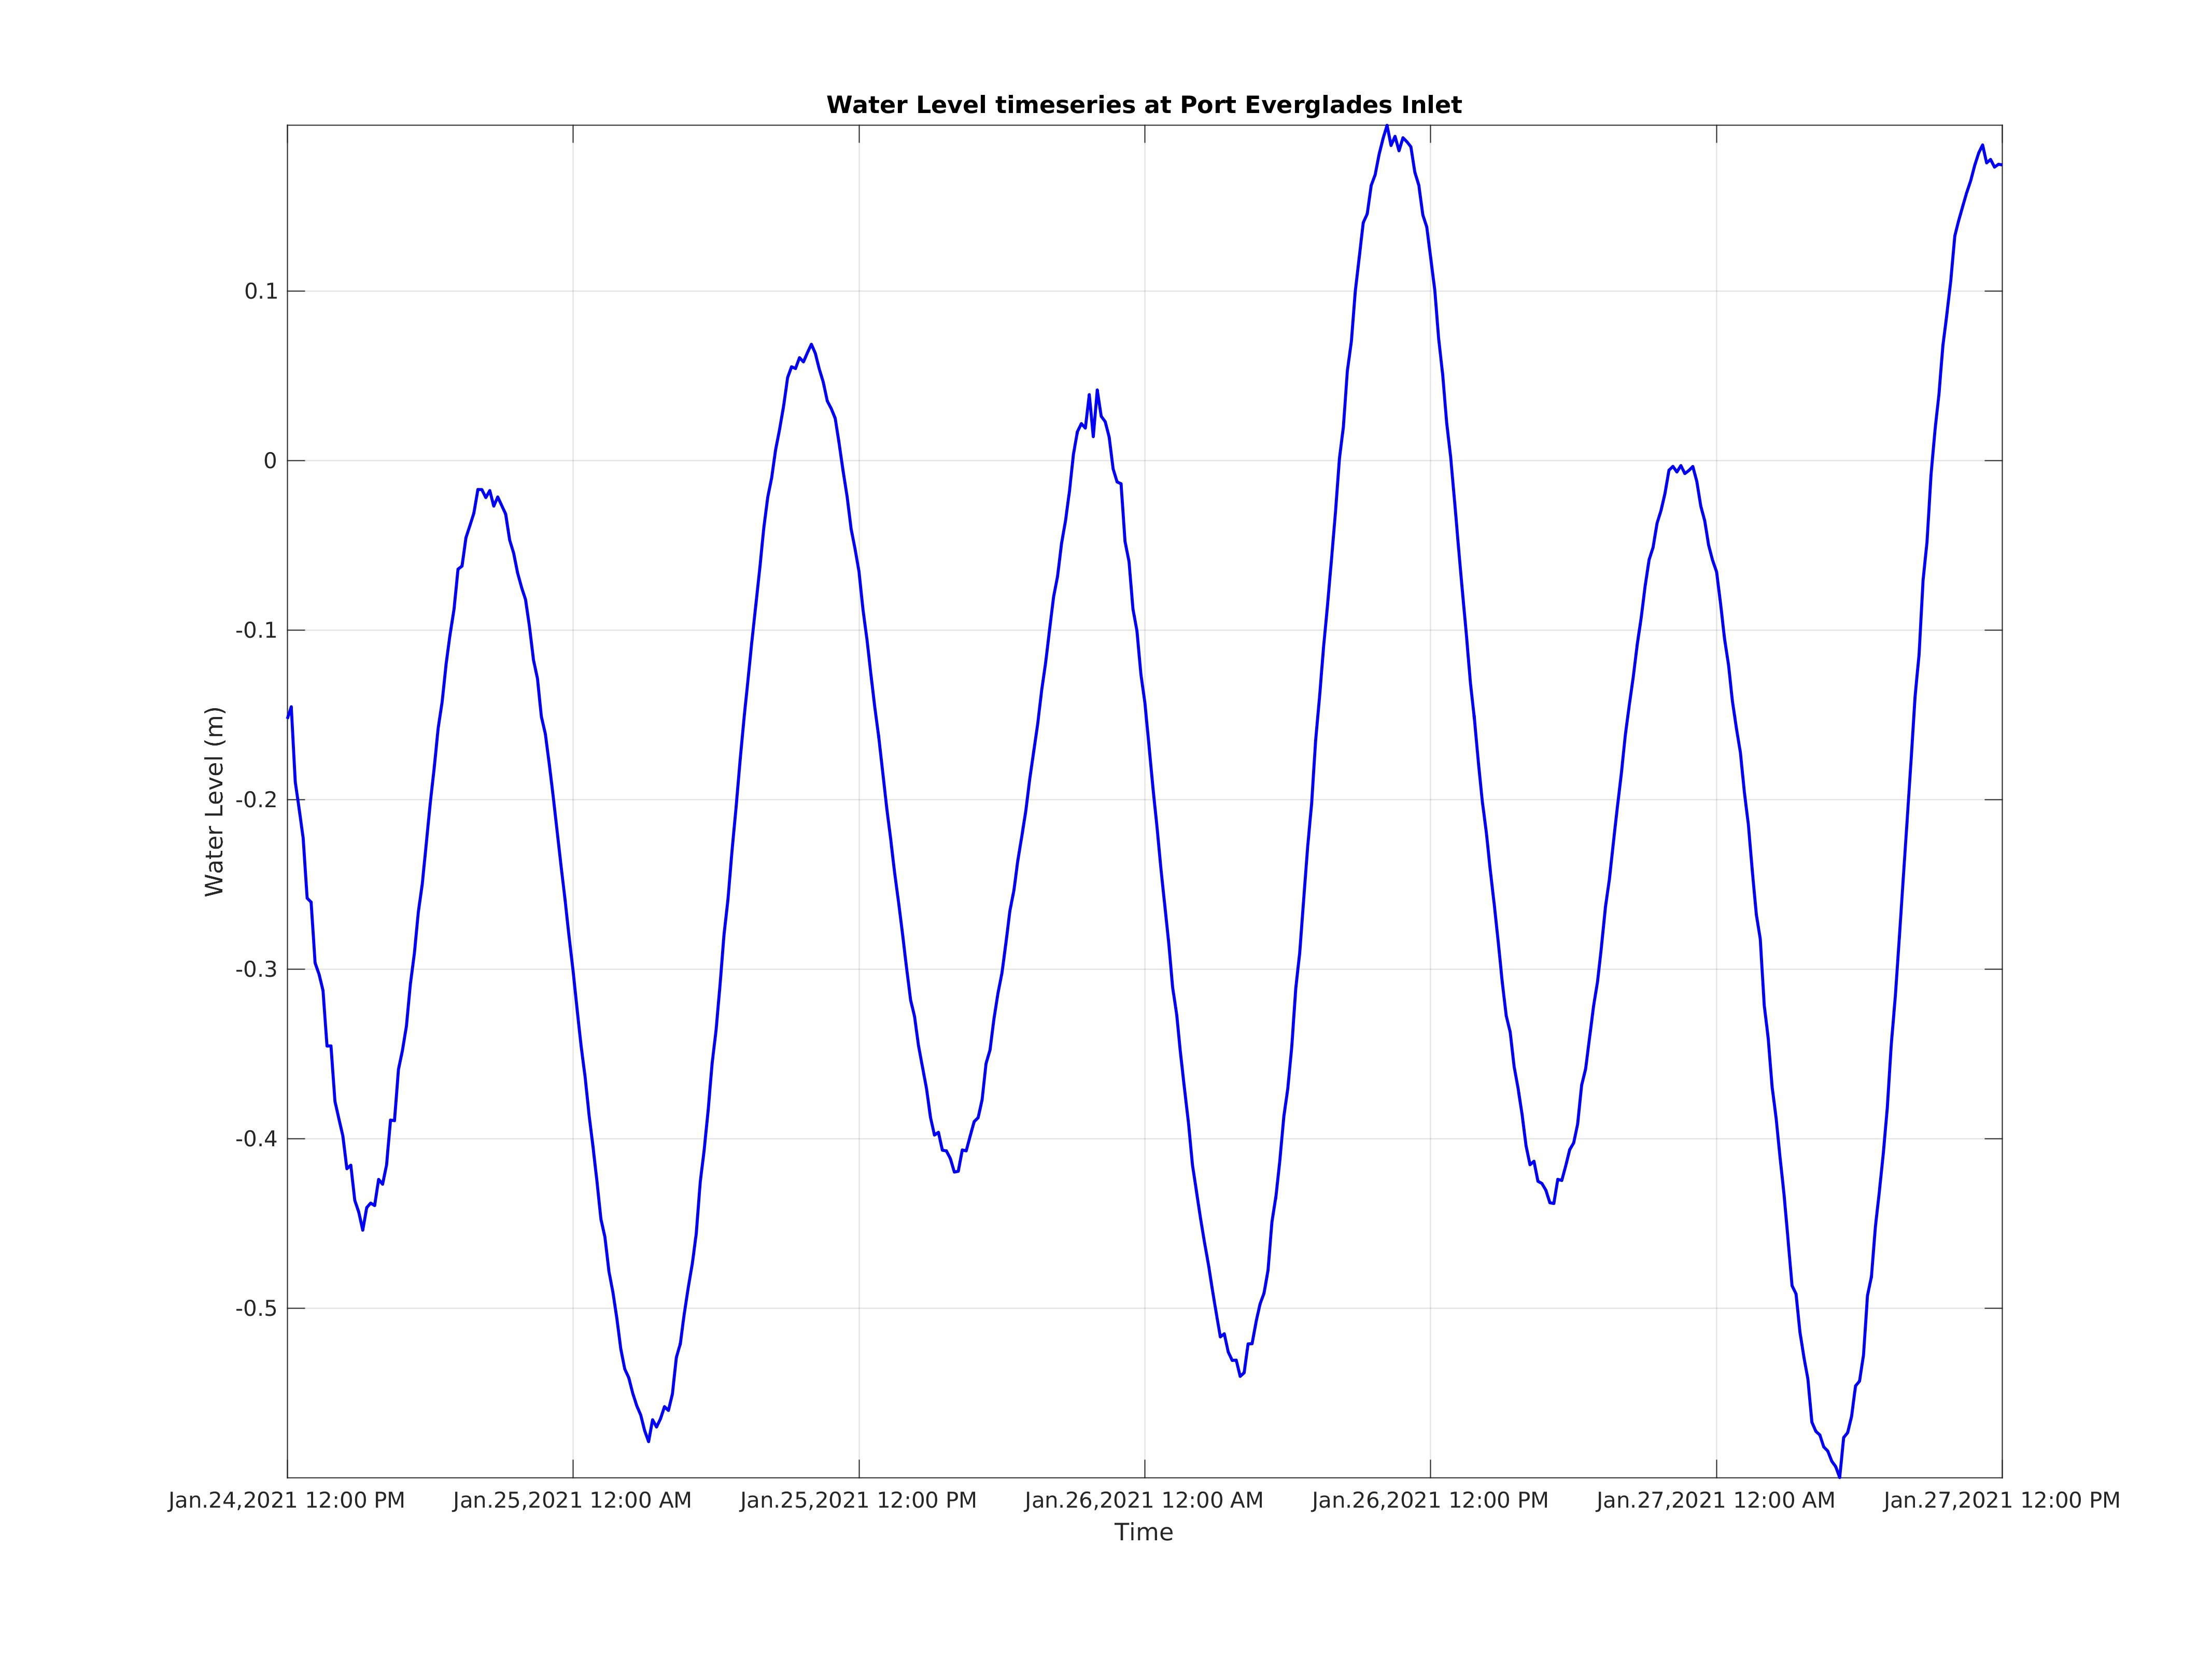 Water Level timeseries at Port Everglades Inlet
0.1
0
-0.1
-0.2
-0.3
-0.4
-0.5
Water Level (m)
Jan.24,2021 12:00 PM
Jan.25,2021 12:00 AM
Jan.25,2021 12:00 PM
Jan.26,2021 12:00 AM
Jan.26,2021 12:00 PM
Jan.27,2021 12:00 AM
Jan.27,2021 12:00 PM
Time